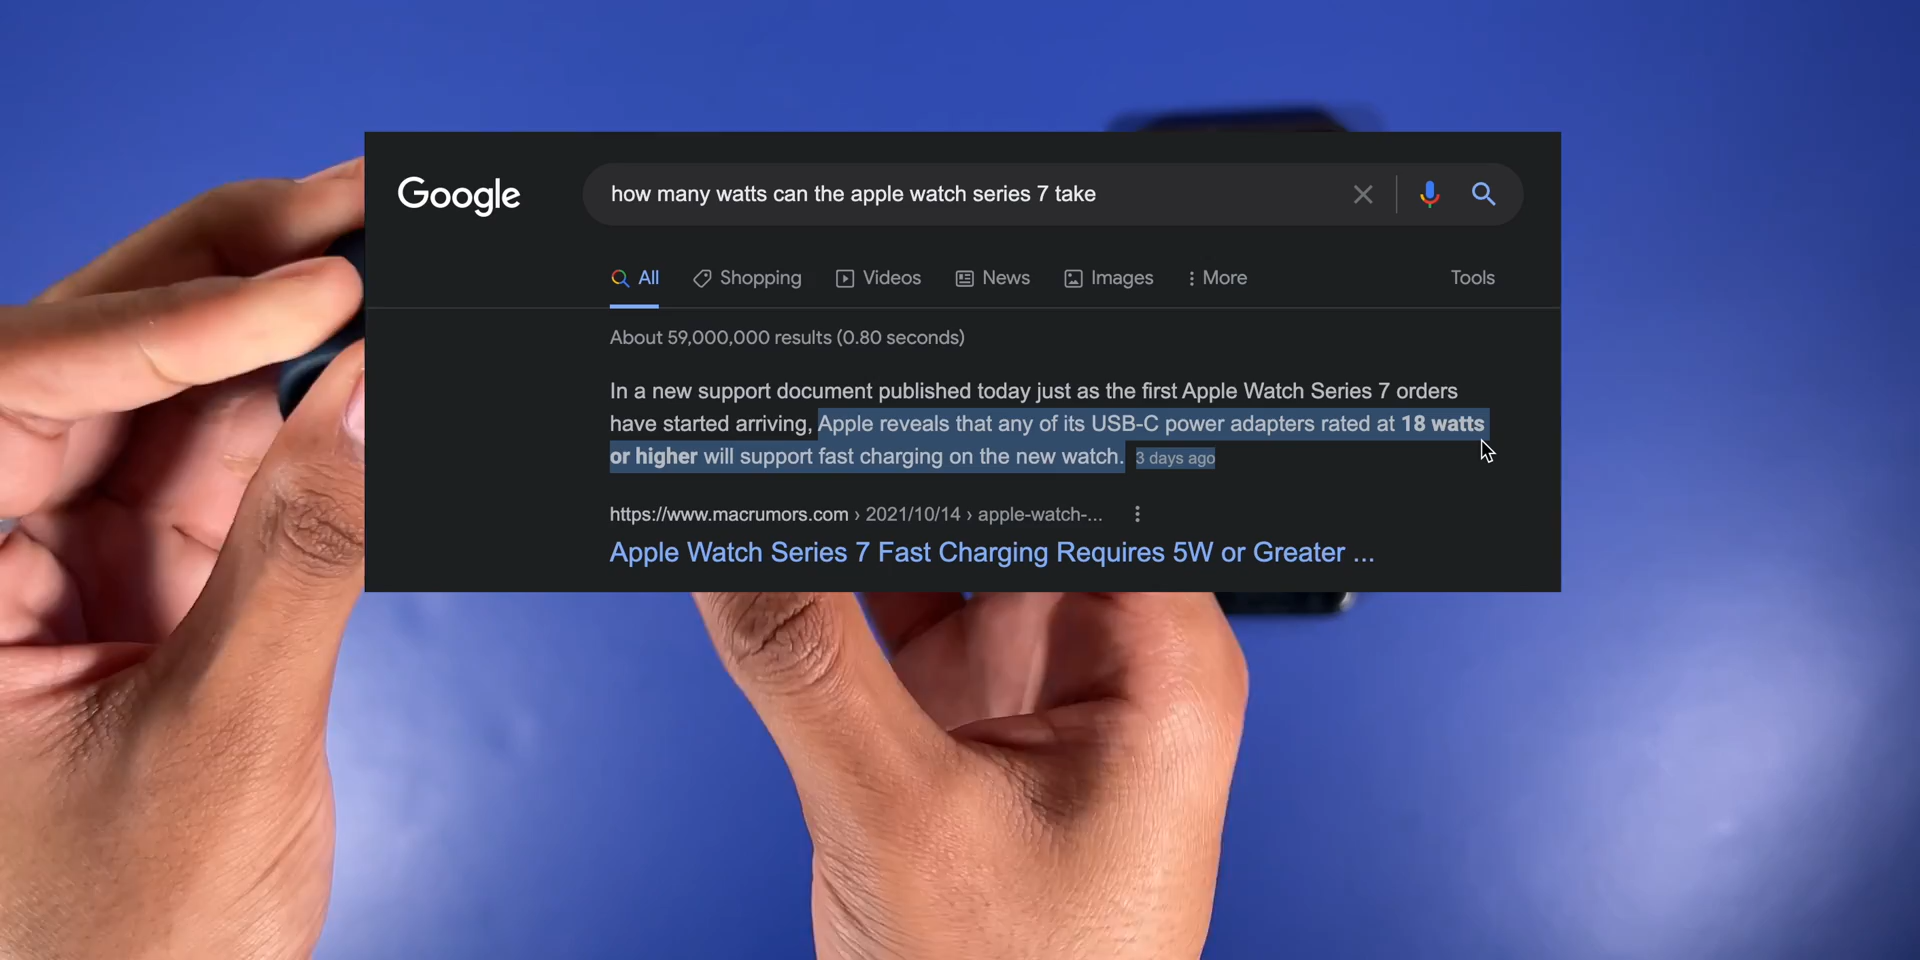 Google
how many watts can the apple watch series 7 take
All Shopping Videos News Images More Tools
About 59,000,000 results (0.80 seconds)
In a new support document published today just as the first Apple Watch Series 7 orders
have started arriving, Apple reveals that any of its USB-C power adapters rated at 18 watts
or higher will support fast charging on the new watch. 3 days ago
https://www.macrumors.com › 2021/10/14 › apple-watch-...
Apple Watch Series 7 Fast Charging Requires 5W or Greater ...